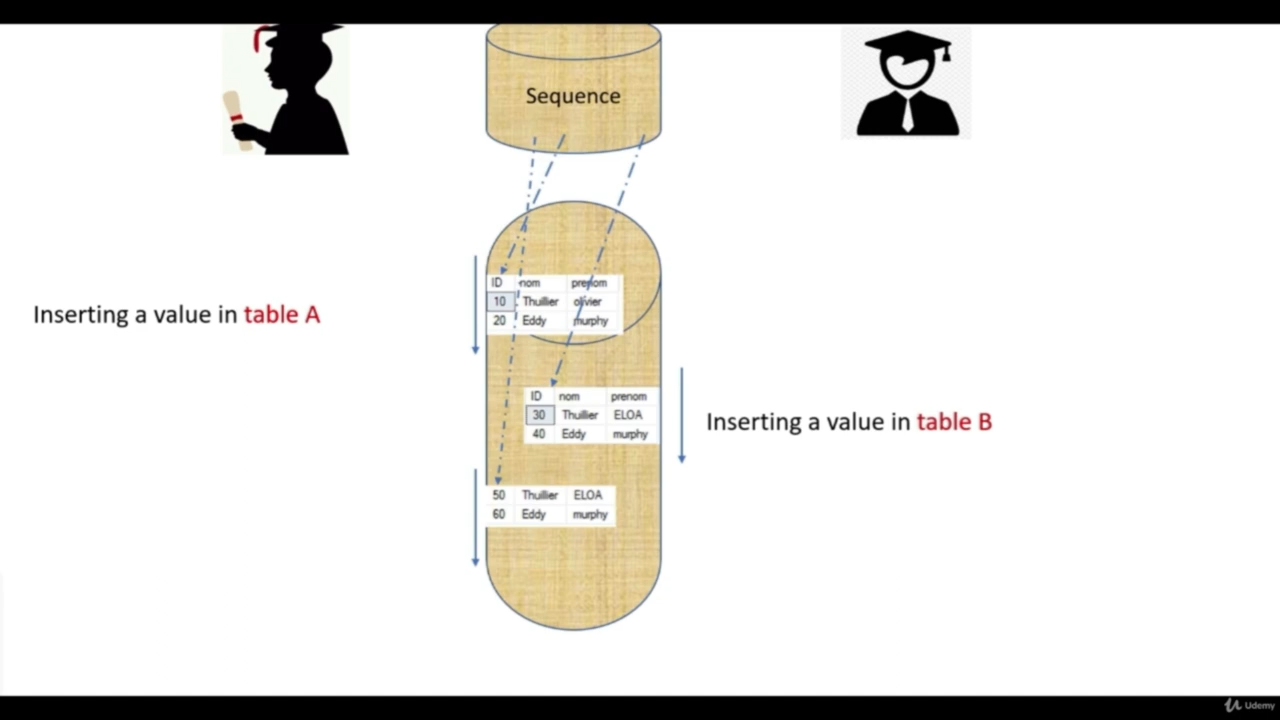 Sequence
ID nom prenom
10 Thuillier olivier
20 Eddy murphy
Inserting a value in table A
ID nom prenom
30 Thuillier ELOA
40 Eddy murphy
Inserting a value in table B
50 Thuillier ELOA
60 Eddy murphy
Udemy